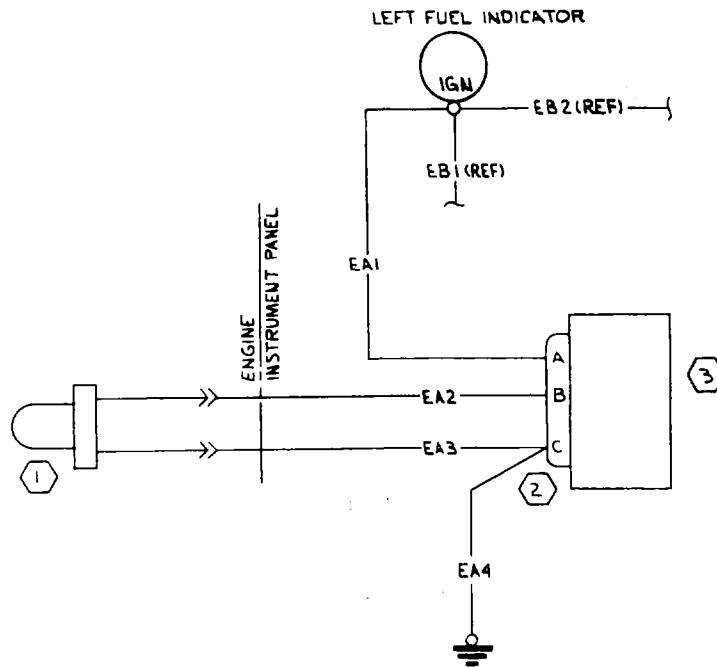 LEFT FUEL INDICATOR
IGN
EB2(REF)
EB1(REF)
EA1
ENGINE
INSTRUMENT PANEL
A
3
EA2
B
EA3
C
1
2
EA4